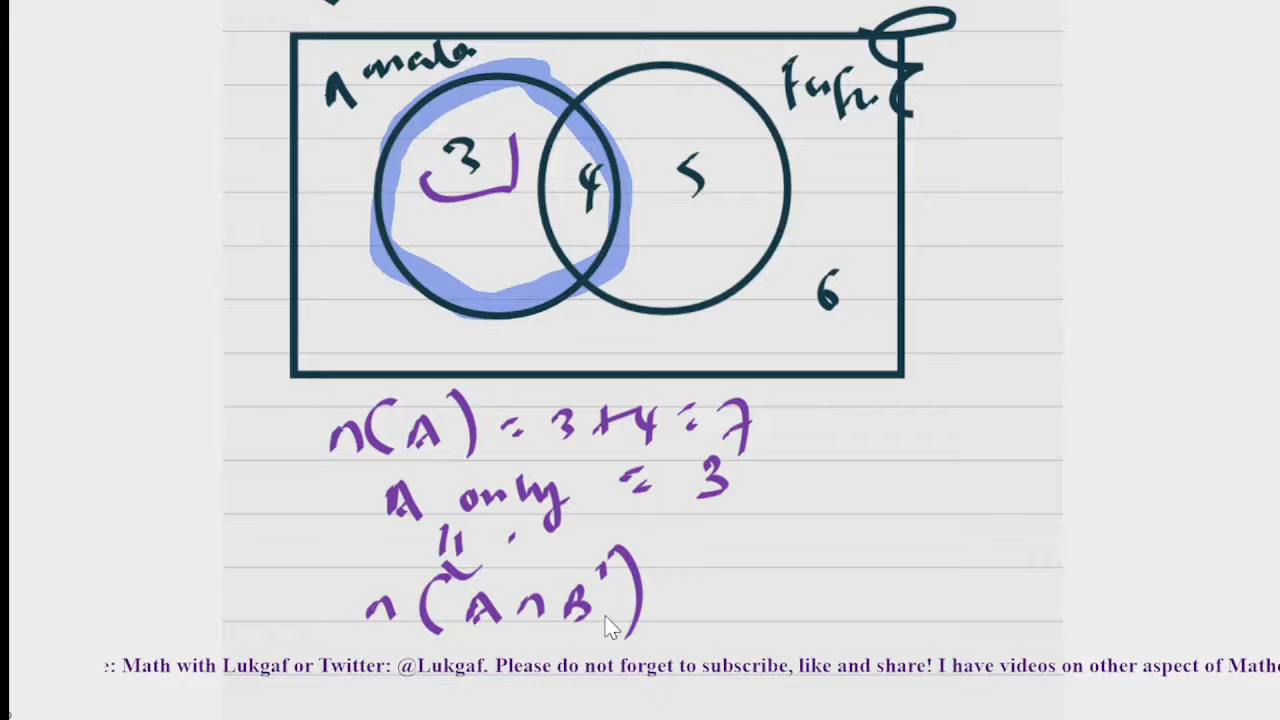 A maths
3 4 5
6
n(A) = 3 + 4 = 7
A only = 3
n(A ∩ B')
e: Math with Lukgaf or Twitter: @Lukgaf. Please do not forget to subscribe, like and share! I have videos on other aspect of Mathe